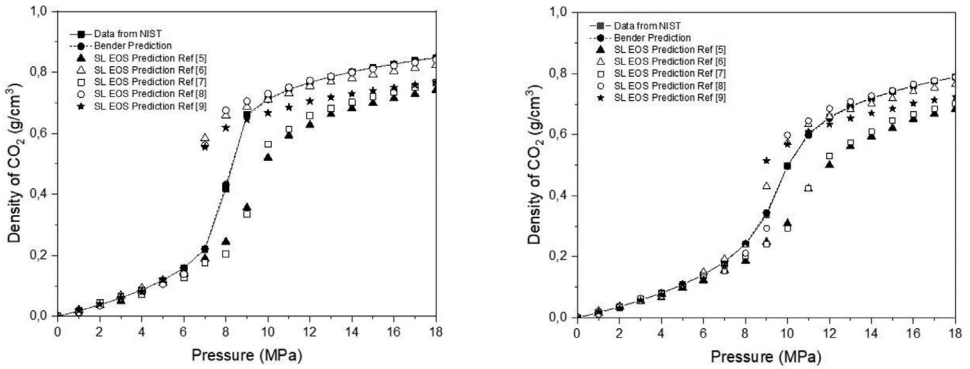 1,0
0,8
0,6
0,4
0,2
0,0
Density of CO2 (g/cm3)
Data from NIST
Bender Prediction
SL EOS Prediction Ref [5]
SL EOS Prediction Ref [6]
SL EOS Prediction Ref [7]
SL EOS Prediction Ref [8]
SL EOS Prediction Ref [9]
0 2 4 6 8 10 12 14 16 18
Pressure (MPa)
1,0
0,8
0,6
0,4
0,2
0,0
Density of CO2 (g/cm3)
Data from NIST
Bender Prediction
SL EOS Prediction Ref [5]
SL EOS Prediction Ref [6]
SL EOS Prediction Ref [7]
SL EOS Prediction Ref [8]
SL EOS Prediction Ref [9]
0 2 4 6 8 10 12 14 16 18
Pressure (MPa)